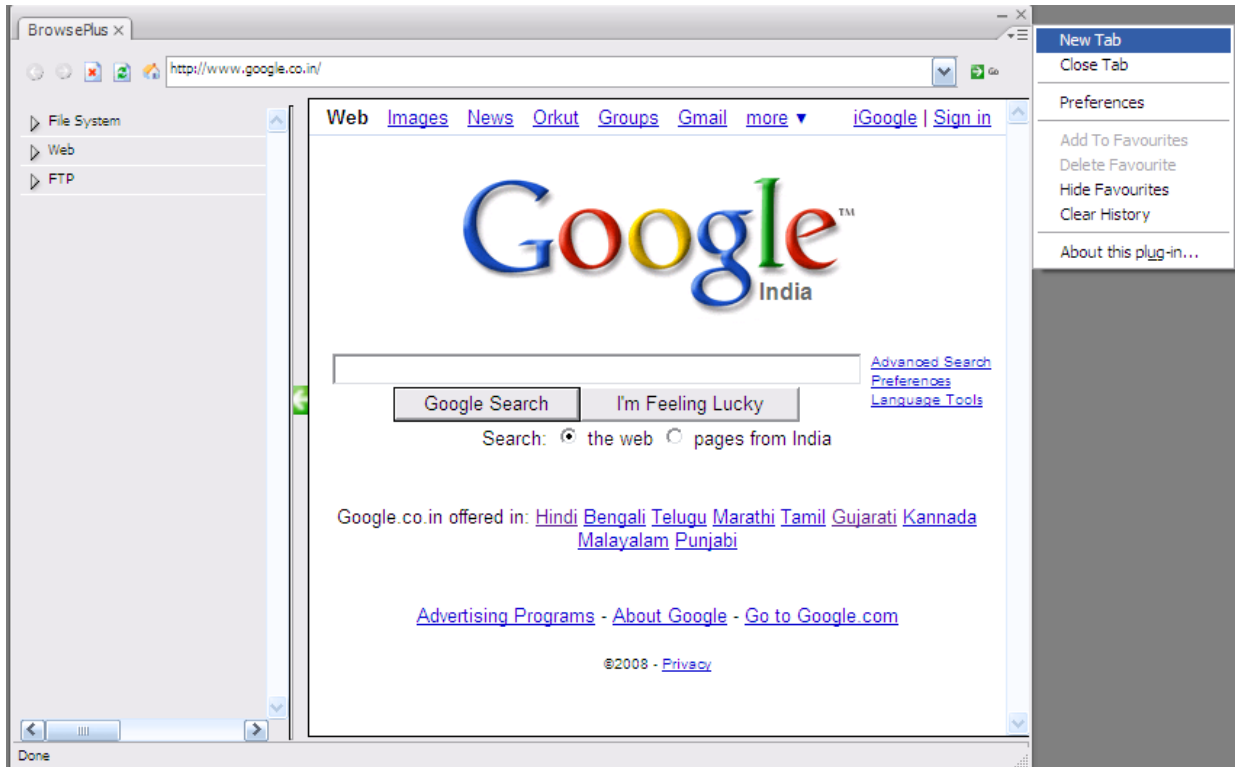 BrowsePlus
http://www.google.co.in/
Go
File System
Web
FTP
Web Images News Orkut Groups Gmail more ▼ iGoogle | Sign in
Google™
India
Advanced Search
Preferences
Language Tools
Google Search I'm Feeling Lucky
Search: the web pages from India
Google.co.in offered in: Hindi Bengali Telugu Marathi Tamil Gujarati Kannada
Malayalam Punjabi
Advertising Programs - About Google - Go to Google.com
©2008 - Privacy
Done
New Tab
Close Tab
Preferences
Add To Favourites
Delete Favourite
Hide Favourites
Clear History
About this plug-in...